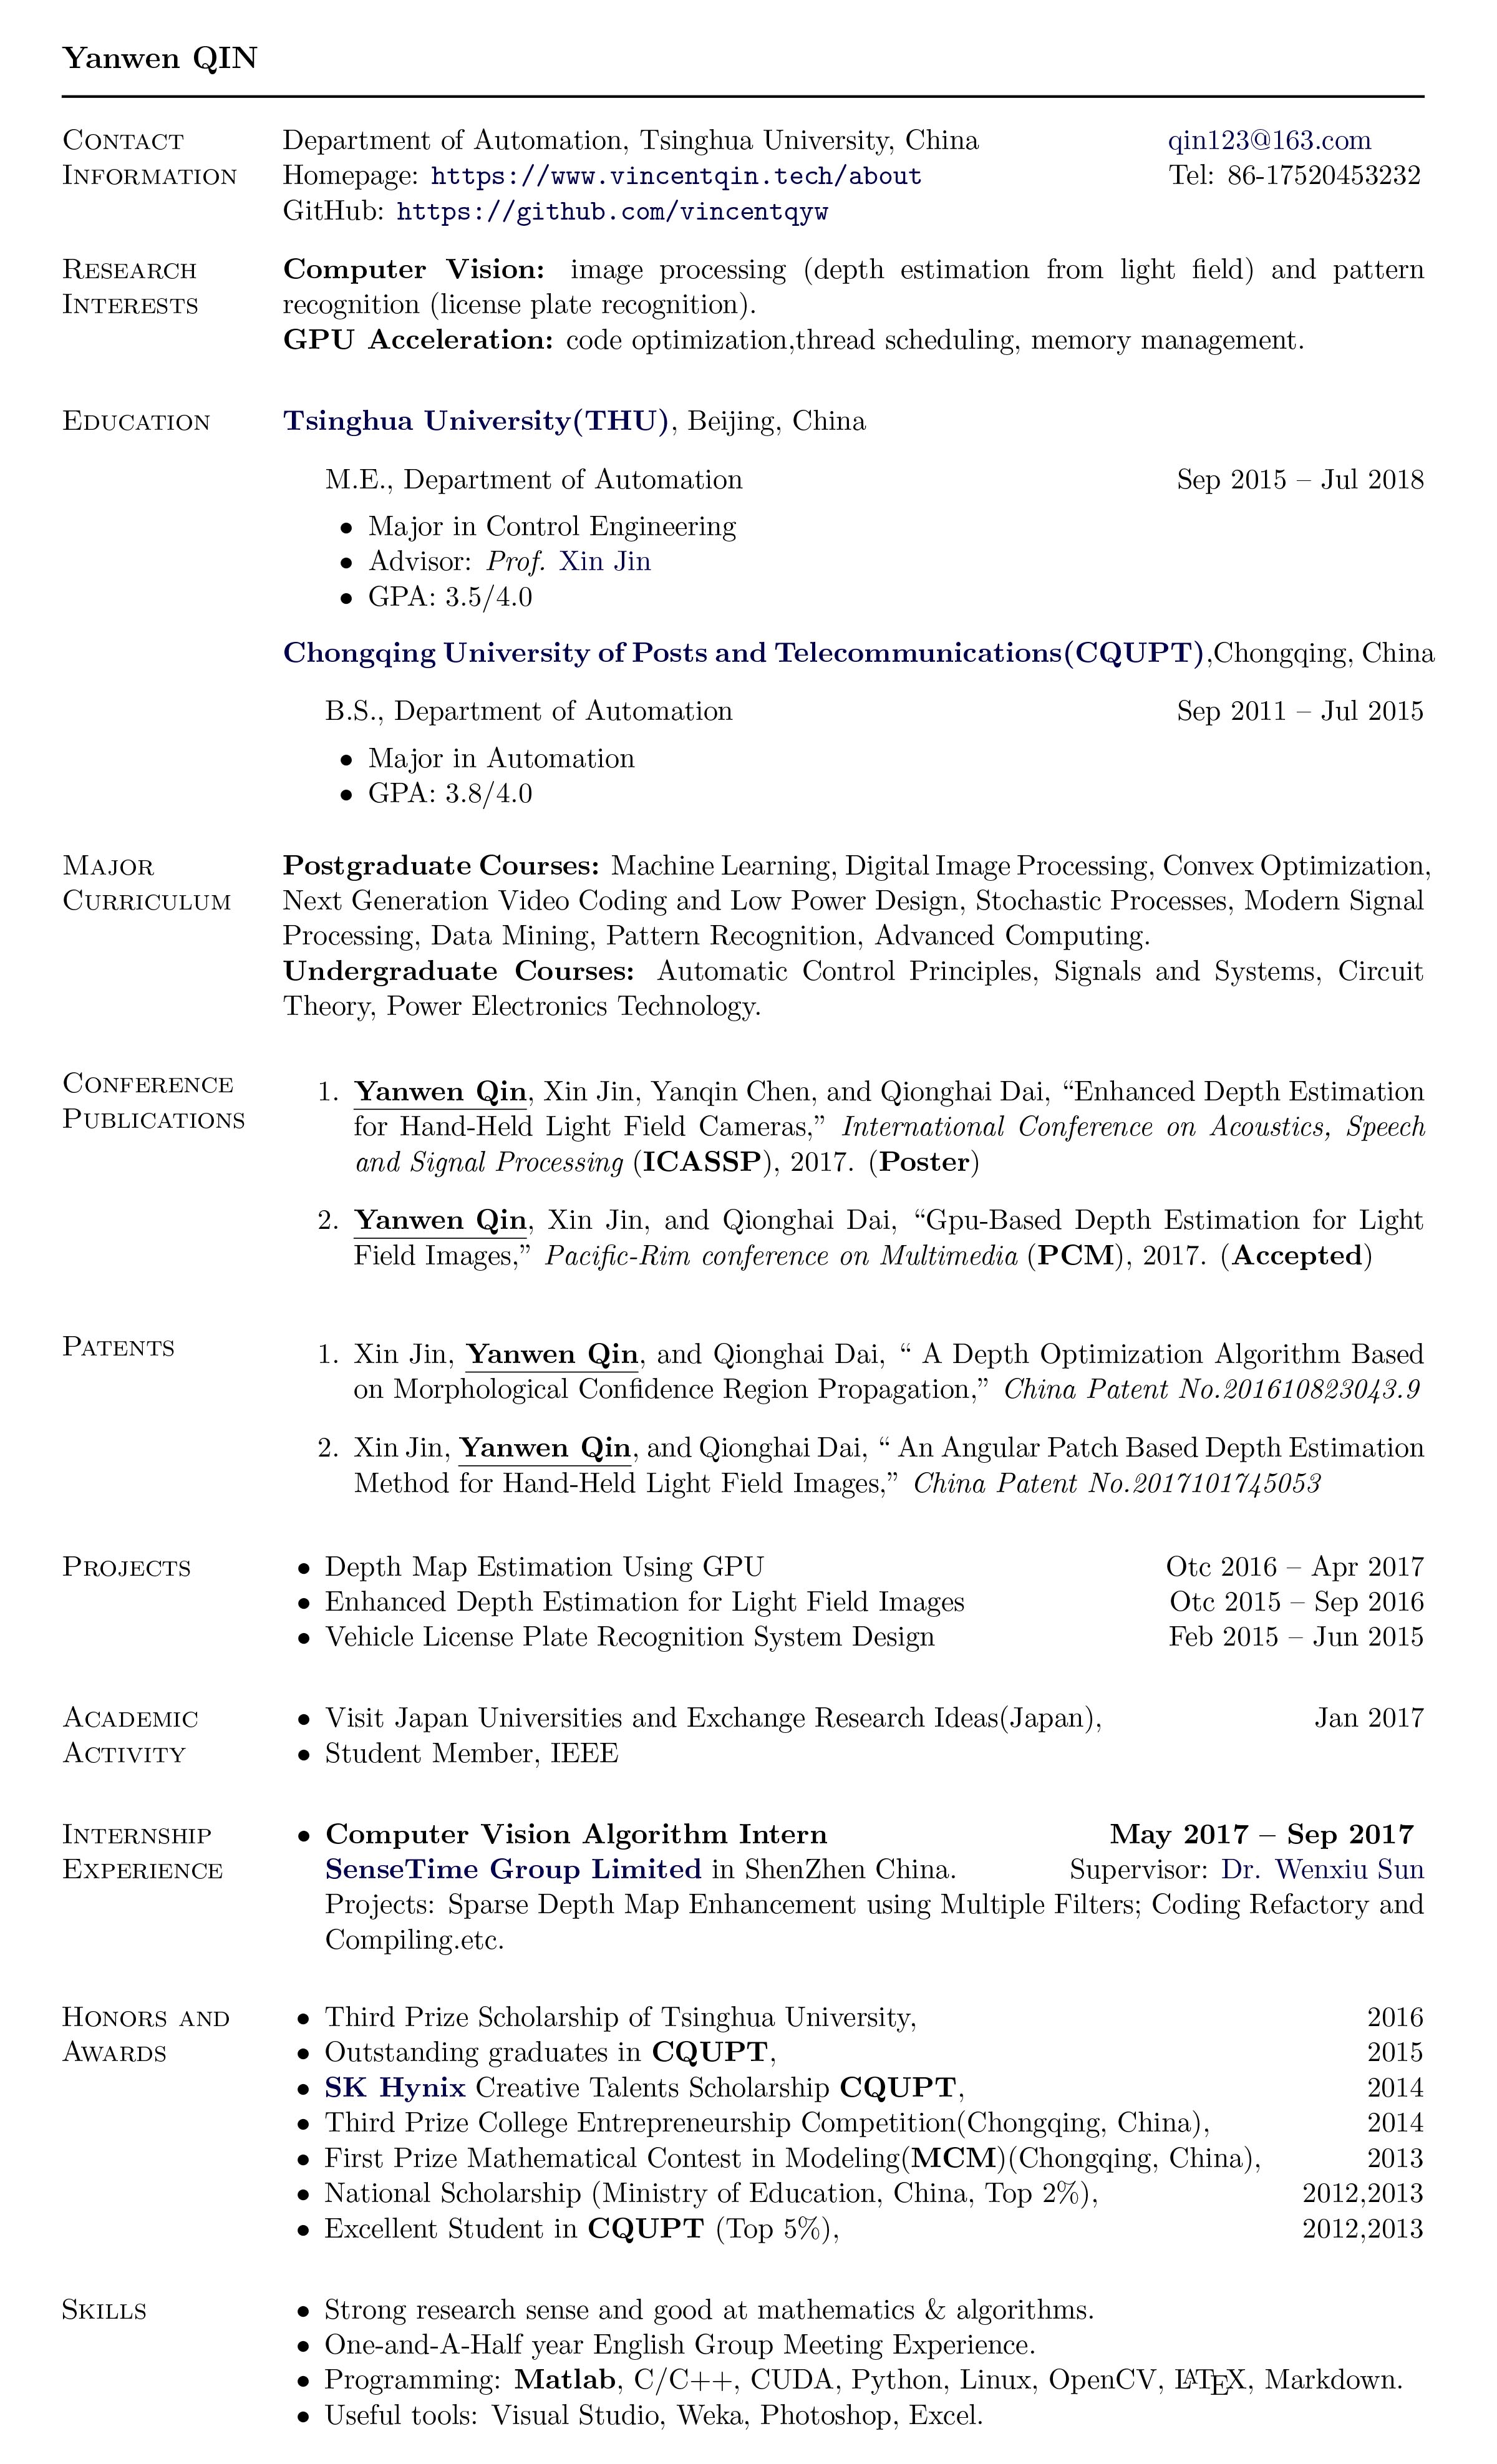 Yanwen QIN
Contact Information
Department of Automation, Tsinghua University, China qin123@163.com
Homepage: https://www.vincentqin.tech/about Tel: 86-17520453232
GitHub: https://github.com/vincentqyw
Research Interests
Computer Vision: image processing (depth estimation from light field) and pattern
recognition (license plate recognition).
GPU Acceleration: code optimization,thread scheduling, memory management.
Education
Tsinghua University(THU), Beijing, China
M.E., Department of Automation Sep 2015 – Jul 2018
• Major in Control Engineering
• Advisor: Prof. Xin Jin
• GPA: 3.5/4.0
Chongqing University of Posts and Telecommunications(CQUPT),Chongqing, China
B.S., Department of Automation Sep 2011 – Jul 2015
• Major in Automation
• GPA: 3.8/4.0
Major Curriculum
Postgraduate Courses: Machine Learning, Digital Image Processing, Convex Optimization,
Next Generation Video Coding and Low Power Design, Stochastic Processes, Modern Signal
Processing, Data Mining, Pattern Recognition, Advanced Computing.
Undergraduate Courses: Automatic Control Principles, Signals and Systems, Circuit
Theory, Power Electronics Technology.
Conference Publications
1. Yanwen Qin, Xin Jin, Yanqin Chen, and Qionghai Dai, “Enhanced Depth Estimation
for Hand-Held Light Field Cameras,” International Conference on Acoustics, Speech
and Signal Processing (ICASSP), 2017. (Poster)
2. Yanwen Qin, Xin Jin, and Qionghai Dai, “Gpu-Based Depth Estimation for Light
Field Images,” Pacific-Rim conference on Multimedia (PCM), 2017. (Accepted)
Patents
1. Xin Jin, Yanwen Qin, and Qionghai Dai, “ A Depth Optimization Algorithm Based
on Morphological Confidence Region Propagation,” China Patent No.201610823043.9
2. Xin Jin, Yanwen Qin, and Qionghai Dai, “ An Angular Patch Based Depth Estimation
Method for Hand-Held Light Field Images,” China Patent No.2017101745053
Projects
• Depth Map Estimation Using GPU Otc 2016 – Apr 2017
• Enhanced Depth Estimation for Light Field Images Otc 2015 – Sep 2016
• Vehicle License Plate Recognition System Design Feb 2015 – Jun 2015
Academic Activity
• Visit Japan Universities and Exchange Research Ideas(Japan), Jan 2017
• Student Member, IEEE
Internship Experience
• Computer Vision Algorithm Intern May 2017 – Sep 2017
SenseTime Group Limited in ShenZhen China. Supervisor: Dr. Wenxiu Sun
Projects: Sparse Depth Map Enhancement using Multiple Filters; Coding Refactory and
Compiling.etc.
Honors and Awards
• Third Prize Scholarship of Tsinghua University, 2016
• Outstanding graduates in CQUPT, 2015
• SK Hynix Creative Talents Scholarship CQUPT, 2014
• Third Prize College Entrepreneurship Competition(Chongqing, China), 2014
• First Prize Mathematical Contest in Modeling(MCM)(Chongqing, China), 2013
• National Scholarship (Ministry of Education, China, Top 2%), 2012,2013
• Excellent Student in CQUPT (Top 5%), 2012,2013
Skills
• Strong research sense and good at mathematics & algorithms.
• One-and-A-Half year English Group Meeting Experience.
• Programming: Matlab, C/C++, CUDA, Python, Linux, OpenCV, LATEX, Markdown.
• Useful tools: Visual Studio, Weka, Photoshop, Excel.